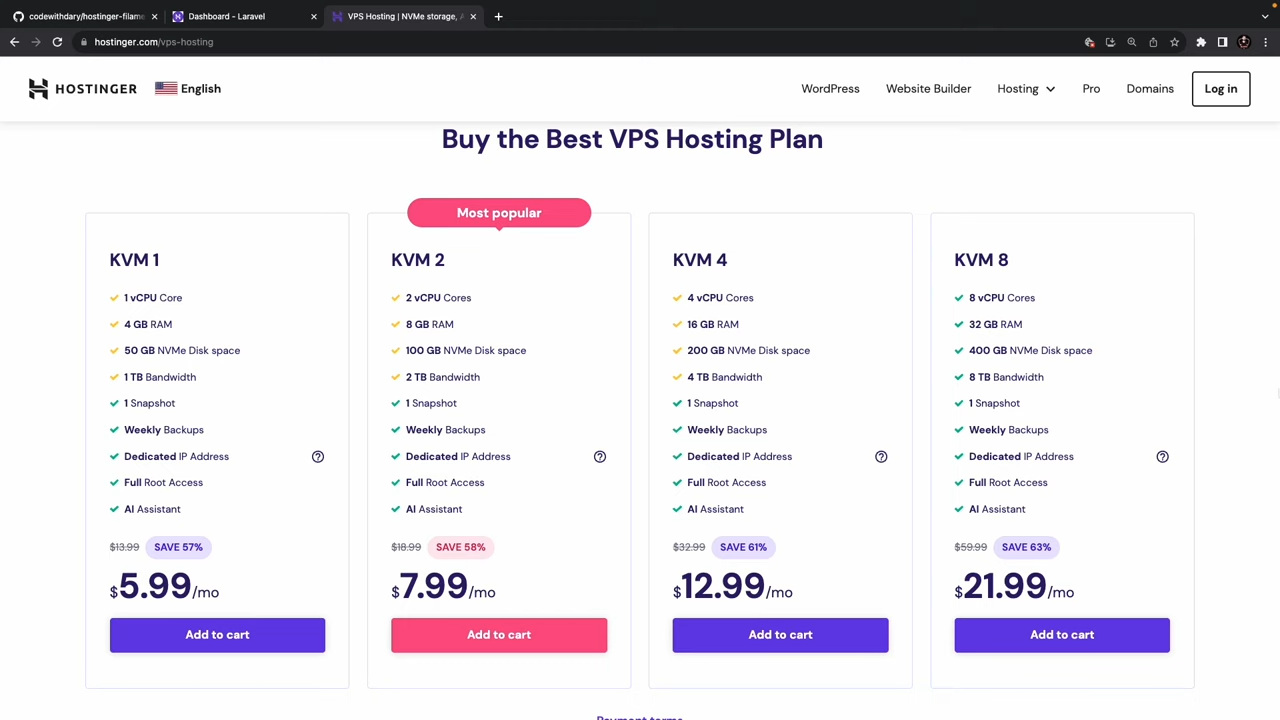 codewithdary/hostinger-filame
Dashboard - Laravel
VPS Hosting | NVMe storage, A
hostinger.com/vps-hosting
HOSTINGER
English
WordPress
Website Builder
Hosting
Pro
Domains
Log in
Buy the Best VPS Hosting Plan
KVM 1
1 vCPU Core
4 GB RAM
50 GB NVMe Disk space
1 TB Bandwidth
1 Snapshot
Weekly Backups
Dedicated IP Address
Full Root Access
AI Assistant
$13.99 SAVE 57%
$5.99/mo
Add to cart
Most popular
KVM 2
2 vCPU Cores
8 GB RAM
100 GB NVMe Disk space
2 TB Bandwidth
1 Snapshot
Weekly Backups
Dedicated IP Address
Full Root Access
AI Assistant
$18.99 SAVE 58%
$7.99/mo
Add to cart
KVM 4
4 vCPU Cores
16 GB RAM
200 GB NVMe Disk space
4 TB Bandwidth
1 Snapshot
Weekly Backups
Dedicated IP Address
Full Root Access
AI Assistant
$32.99 SAVE 61%
$12.99/mo
Add to cart
KVM 8
8 vCPU Cores
32 GB RAM
400 GB NVMe Disk space
8 TB Bandwidth
1 Snapshot
Weekly Backups
Dedicated IP Address
Full Root Access
AI Assistant
$59.99 SAVE 63%
$21.99/mo
Add to cart
Payment terms